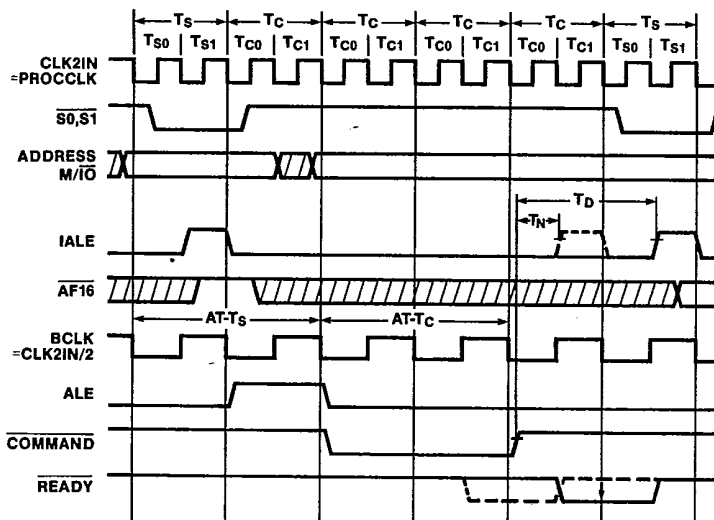 TS TC TC TC TC TS
TS0 TS1 TC0 TC1 TC0 TC1 TC0 TC1 TC0 TC1 TS0 TS1
CLK2IN
=PROCCLK
S0,S1
ADDRESS
M/IO
TD
TN
IALE
AF16
AT-TS AT-TC
BCLK
=CLK2IN/2
ALE
COMMAND
READY